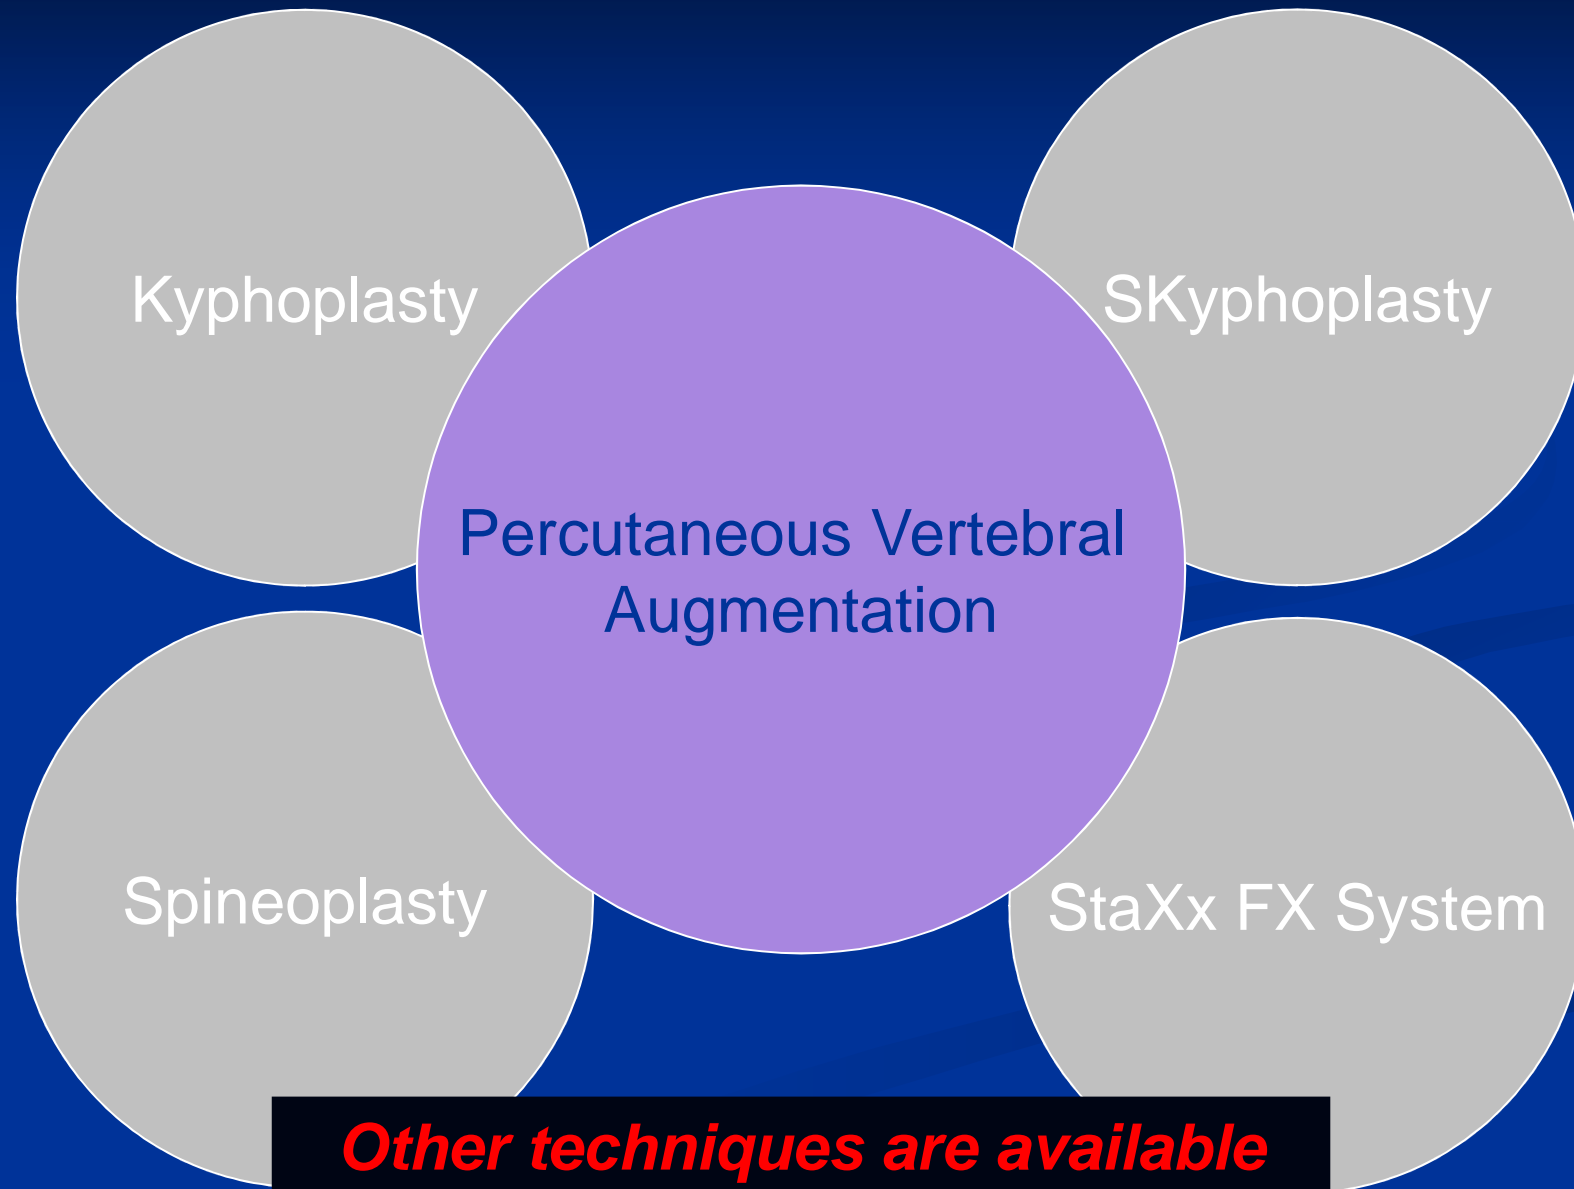 Kyphoplasty
SKyphoplasty
Percutaneous Vertebral
Augmentation
Spineoplasty
StaXx FX System
Other techniques are available